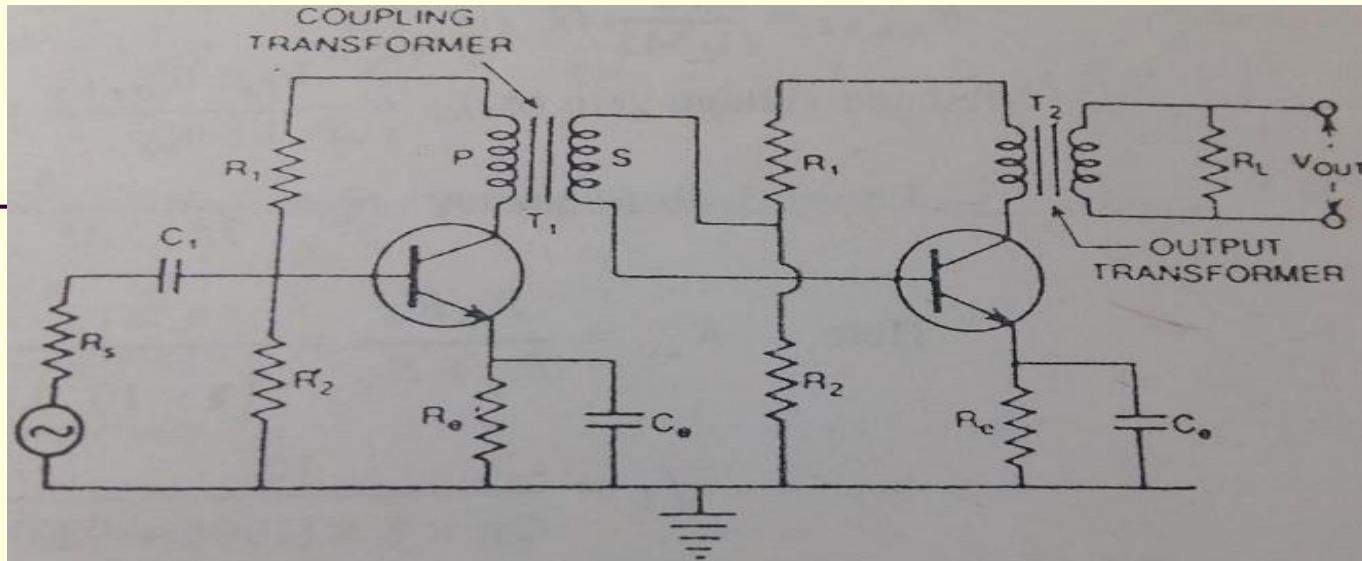 COUPLING
TRANSFORMER
R1
P
S
T1
R1
T2
RL
VOUT
C1
OUTPUT
TRANSFORMER
Rs
R2
Re
Ce
R2
Rc
Ce